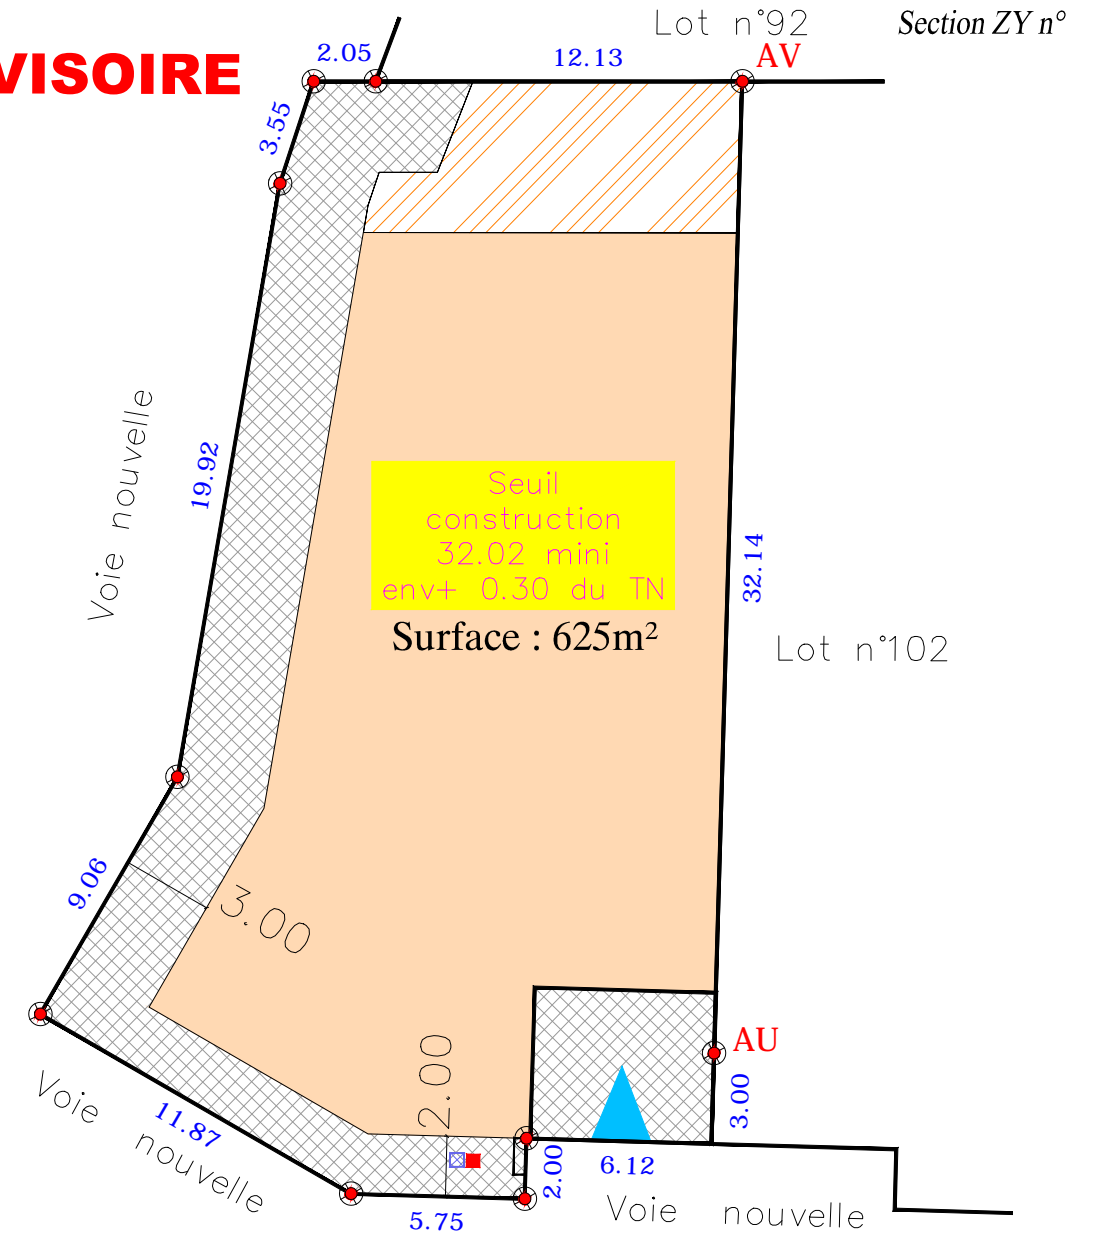 Lot n°92
Section ZY n°
VISOIRE
2.05
12.13
AV
3.55
19.92
Voie nouvelle
Seuil
construction
32.02 mini
env+ 0.30 du TN
Surface : 625m²
32.14
Lot n°102
9.06
3.00
2.00
AU
3.00
Voie nouvelle
11.87
2.00
6.12
5.75
Voie nouvelle